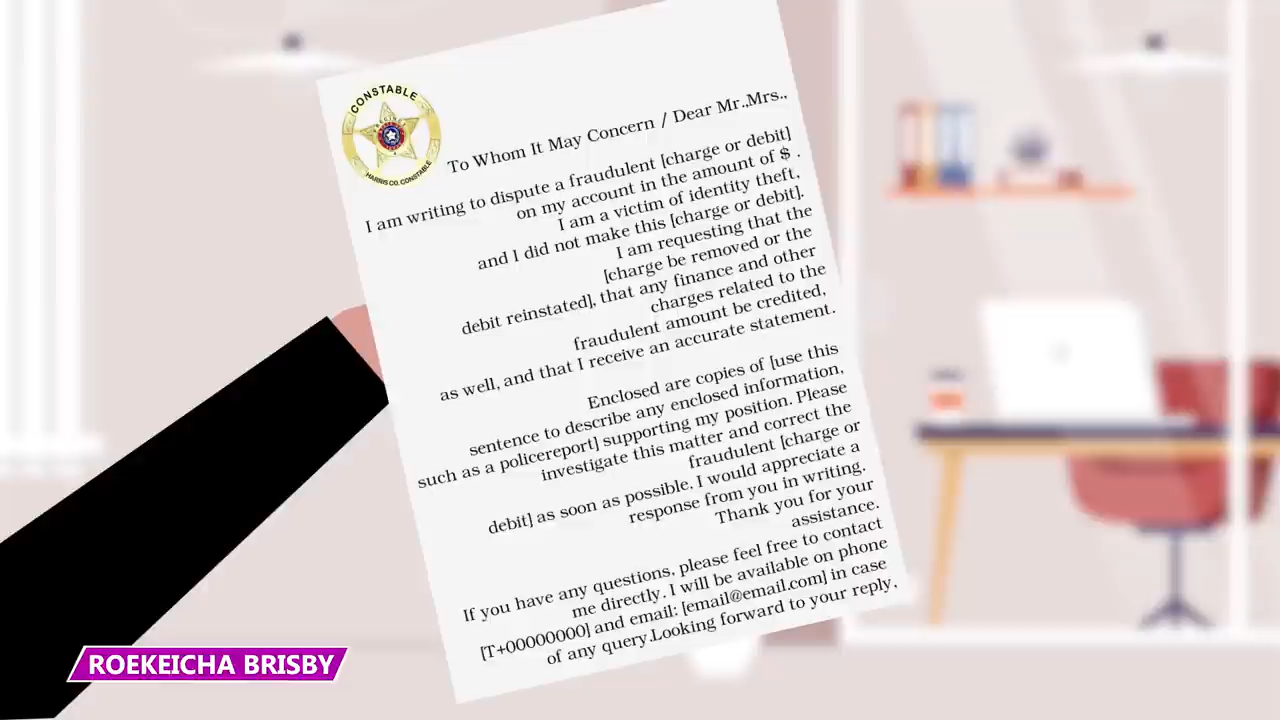 CONSTABLE
HARRIS CO. CONSTABLE
To Whom It May Concern / Dear Mr.,Mrs.,
I am writing to dispute a fraudulent [charge or debit]
on my account in the amount of $ .
I am a victim of identity theft,
and I did not make this [charge or debit].
I am requesting that the
[charge be removed or the
debit reinstated], that any finance and other
charges related to the
fraudulent amount be credited,
as well, and that I receive an accurate statement.
Enclosed are copies of [use this
sentence to describe any enclosed information,
such as a policereport] supporting my position. Please
investigate this matter and correct the
fraudulent [charge or
debit] as soon as possible. I would appreciate a
response from you in writing.
Thank you for your
assistance.
If you have any questions, please feel free to contact
me directly. I will be available on phone
[T+00000000] and email: [email@email.com] in case
of any query.Looking forward to your reply,
ROEKEICHA BRISBY